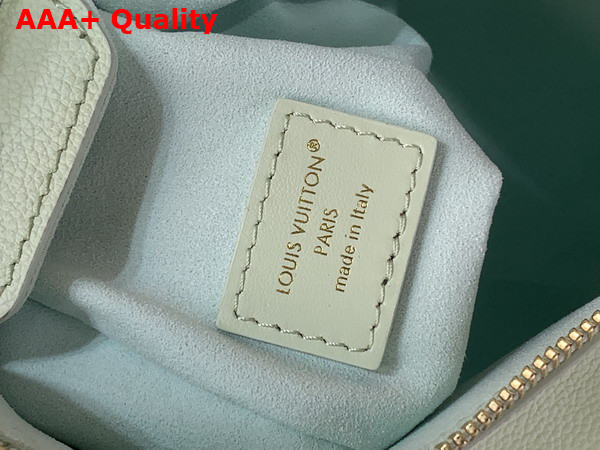 AAA+ Quality
LOUIS VUITTON®
PARIS
made in Italy